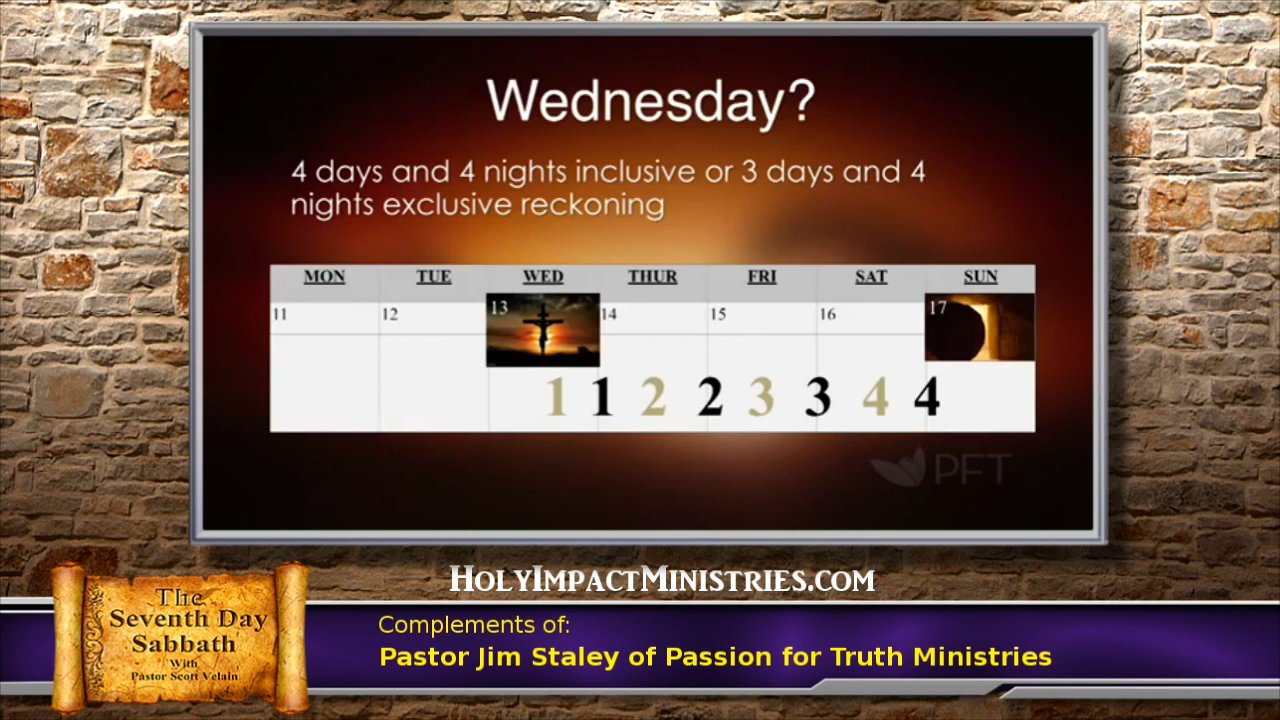 Wednesday?
4 days and 4 nights inclusive or 3 days and 4
nights exclusive reckoning
MON TUE WED THUR FRI SAT SUN
11 12 13 14 15 16 17
1 1 2 2 3 3 4 4
PFT
HolyImpactMinistries.com
The
Seventh Day
Sabbath
With
Pastor Scott Velain
Complements of:
Pastor Jim Staley of Passion for Truth Ministries